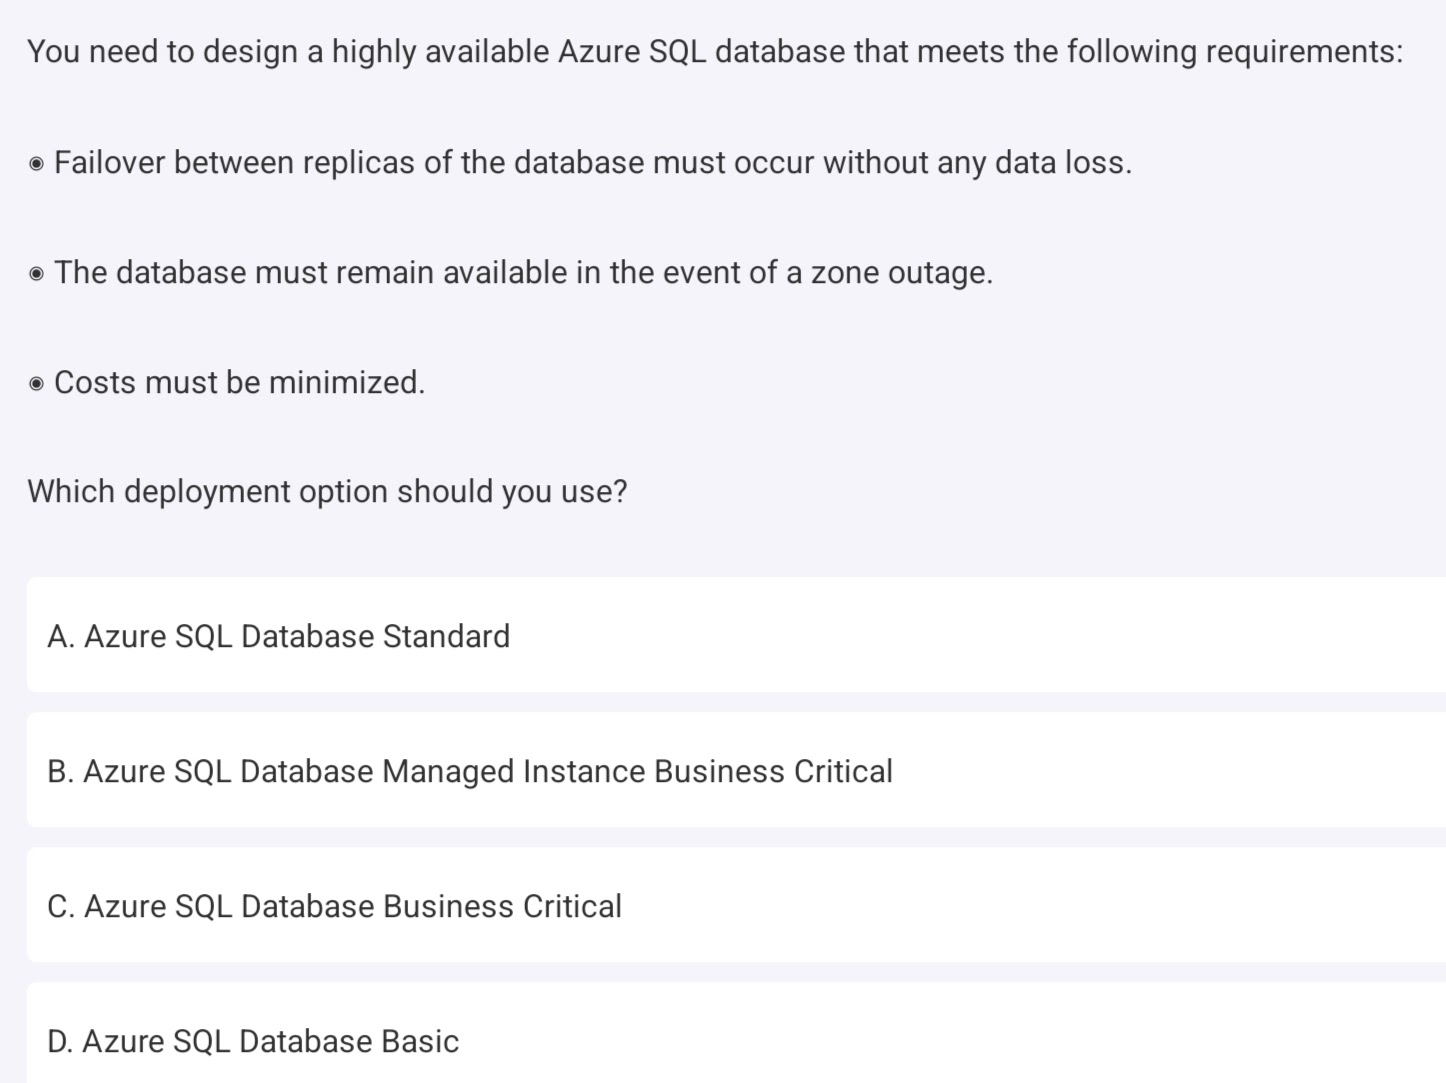 You need to design a highly available Azure SQL database that meets the following requirements:
◉ Failover between replicas of the database must occur without any data loss.
◉ The database must remain available in the event of a zone outage.
◉ Costs must be minimized.
Which deployment option should you use?
A. Azure SQL Database Standard
B. Azure SQL Database Managed Instance Business Critical
C. Azure SQL Database Business Critical
D. Azure SQL Database Basic